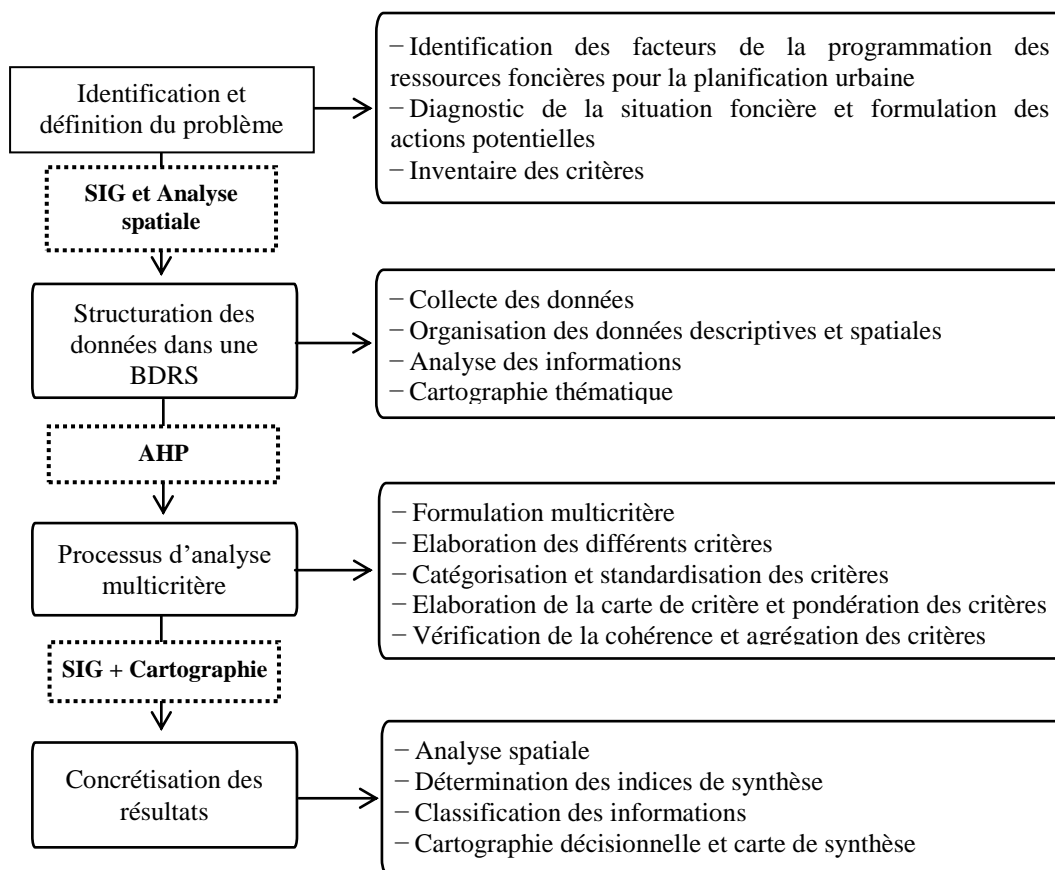 Identification et
définition du problème
− Identification des facteurs de la programmation des
ressources foncières pour la planification urbaine
− Diagnostic de la situation foncière et formulation des
actions potentielles
− Inventaire des critères
SIG et Analyse
spatiale
Structuration des
données dans une
BDRS
− Collecte des données
− Organisation des données descriptives et spatiales
− Analyse des informations
− Cartographie thématique
AHP
Processus d’analyse
multicritère
− Formulation multicritère
− Elaboration des différents critères
− Catégorisation et standardisation des critères
− Elaboration de la carte de critère et pondération des critères
− Vérification de la cohérence et agrégation des critères
SIG + Cartographie
Concrétisation des
résultats
− Analyse spatiale
− Détermination des indices de synthèse
− Classification des informations
− Cartographie décisionnelle et carte de synthèse